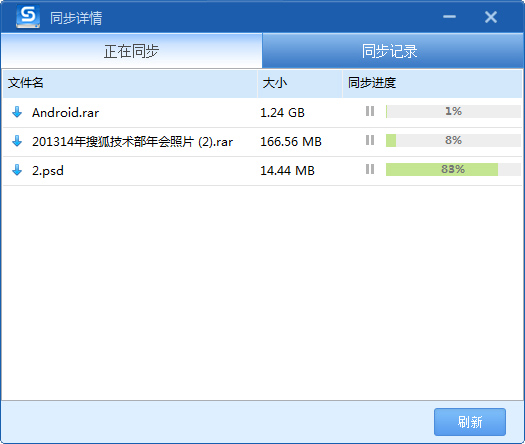 同步详情
正在同步 同步记录
文件名 大小 同步进度
Android.rar 1.24 GB 1%
201314年搜狐技术部年会照片 (2).rar 166.56 MB 8%
2.psd 14.44 MB 83%
刷新